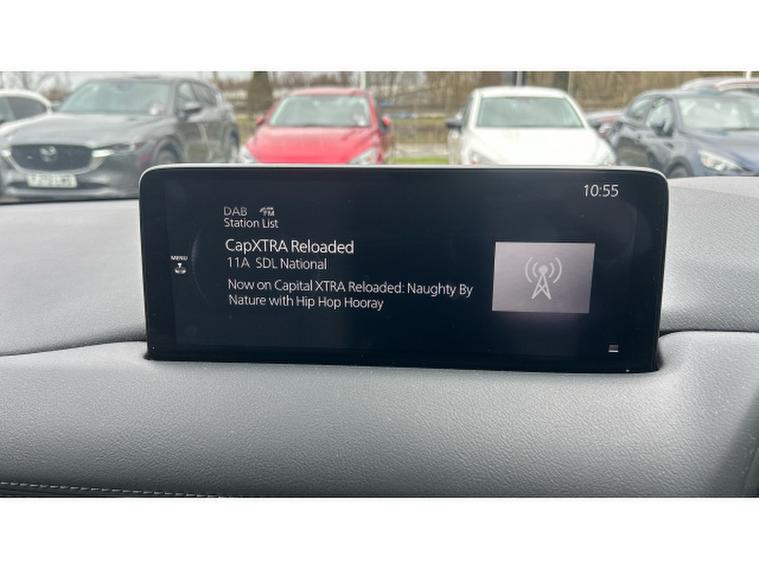 10:55
DAB FM
Station List
CapXTRA Reloaded
MENU
11A SDL National
Now on Capital XTRA Reloaded: Naughty By
Nature with Hip Hop Hooray